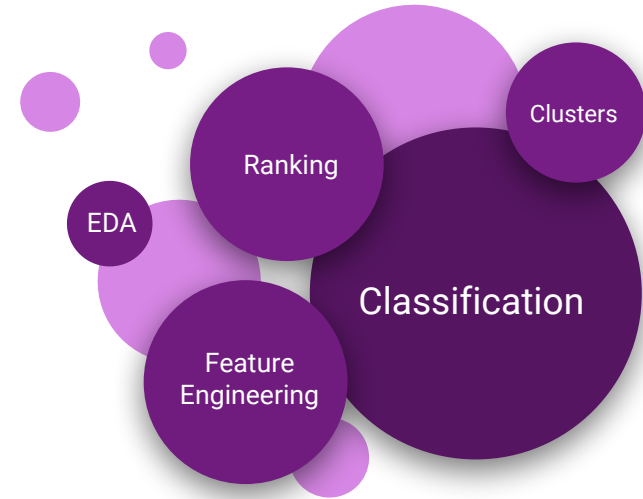 Clusters
Ranking
EDA
Classification
Feature
Engineering